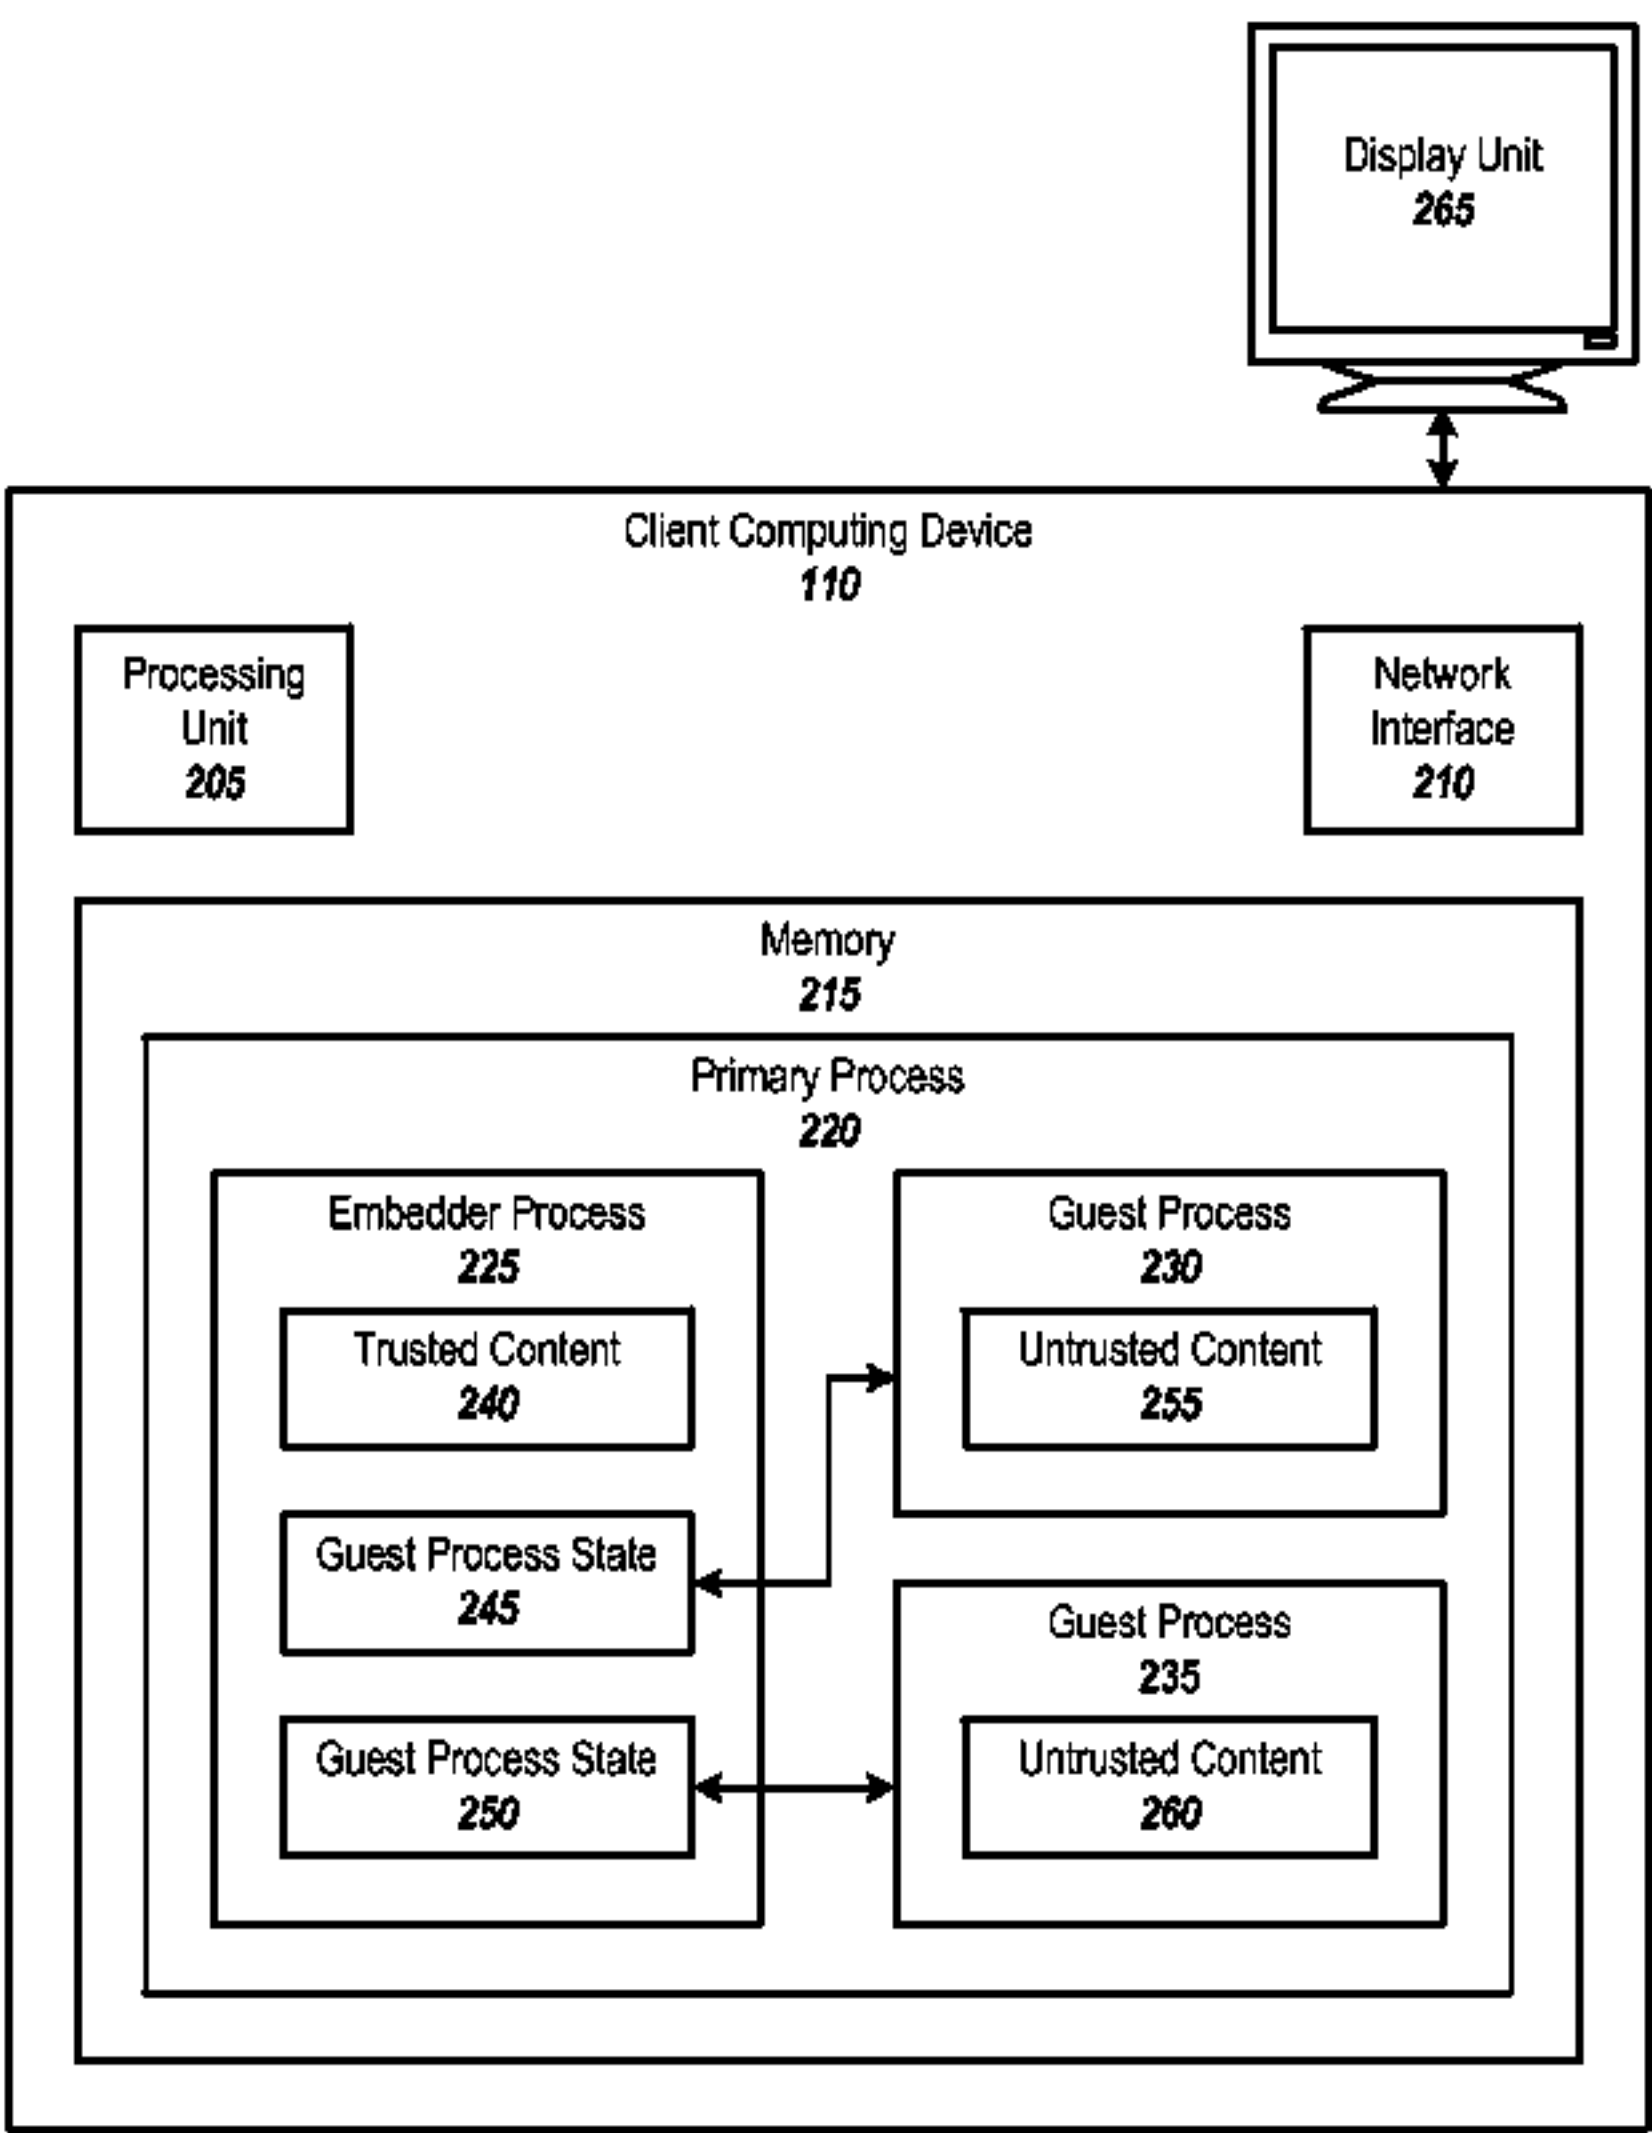 Display Unit
265
Client Computing Device
110
Processing
Unit
205
Network
Interface
210
Memory
215
Primary Process
220
Embedder Process
225
Trusted Content
240
Guest Process State
245
Guest Process State
250
Guest Process
230
Untrusted Content
255
Guest Process
235
Untrusted Content
260